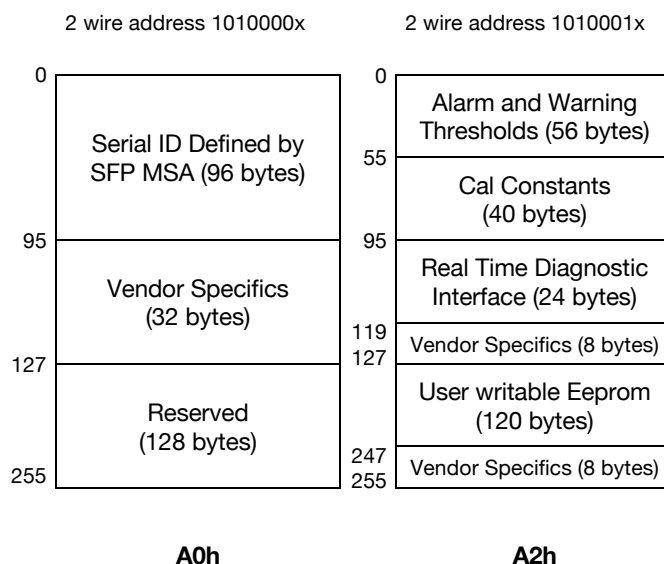 2 wire address 1010000x
0
Serial ID Defined by
SFP MSA (96 bytes)
95
Vendor Specifics
(32 bytes)
127
Reserved
(128 bytes)
255
A0h
2 wire address 1010001x
0
Alarm and Warning
Thresholds (56 bytes)
55
Cal Constants
(40 bytes)
95
Real Time Diagnostic
Interface (24 bytes)
119
Vendor Specifics (8 bytes)
127
User writable Eeprom
(120 bytes)
247
Vendor Specifics (8 bytes)
255
A2h